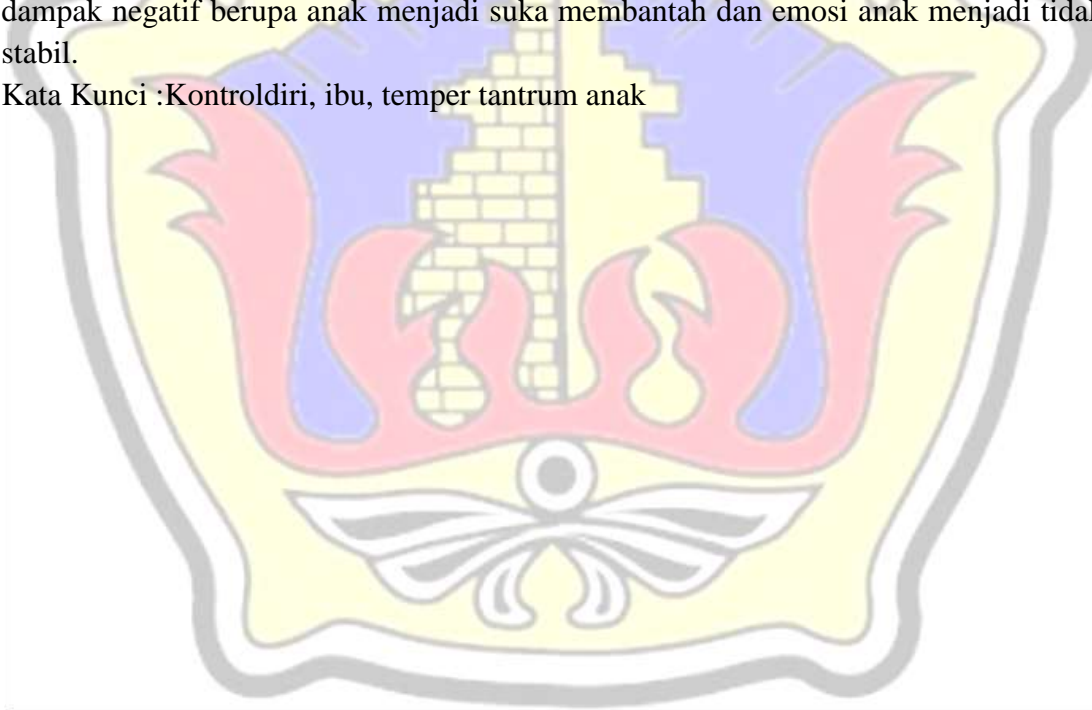 dampak negatif berupa anak menjadi suka membantah dan emosi anak menjadi tidak
stabil.
Kata Kunci :Kontroldiri, ibu, temper tantrum anak